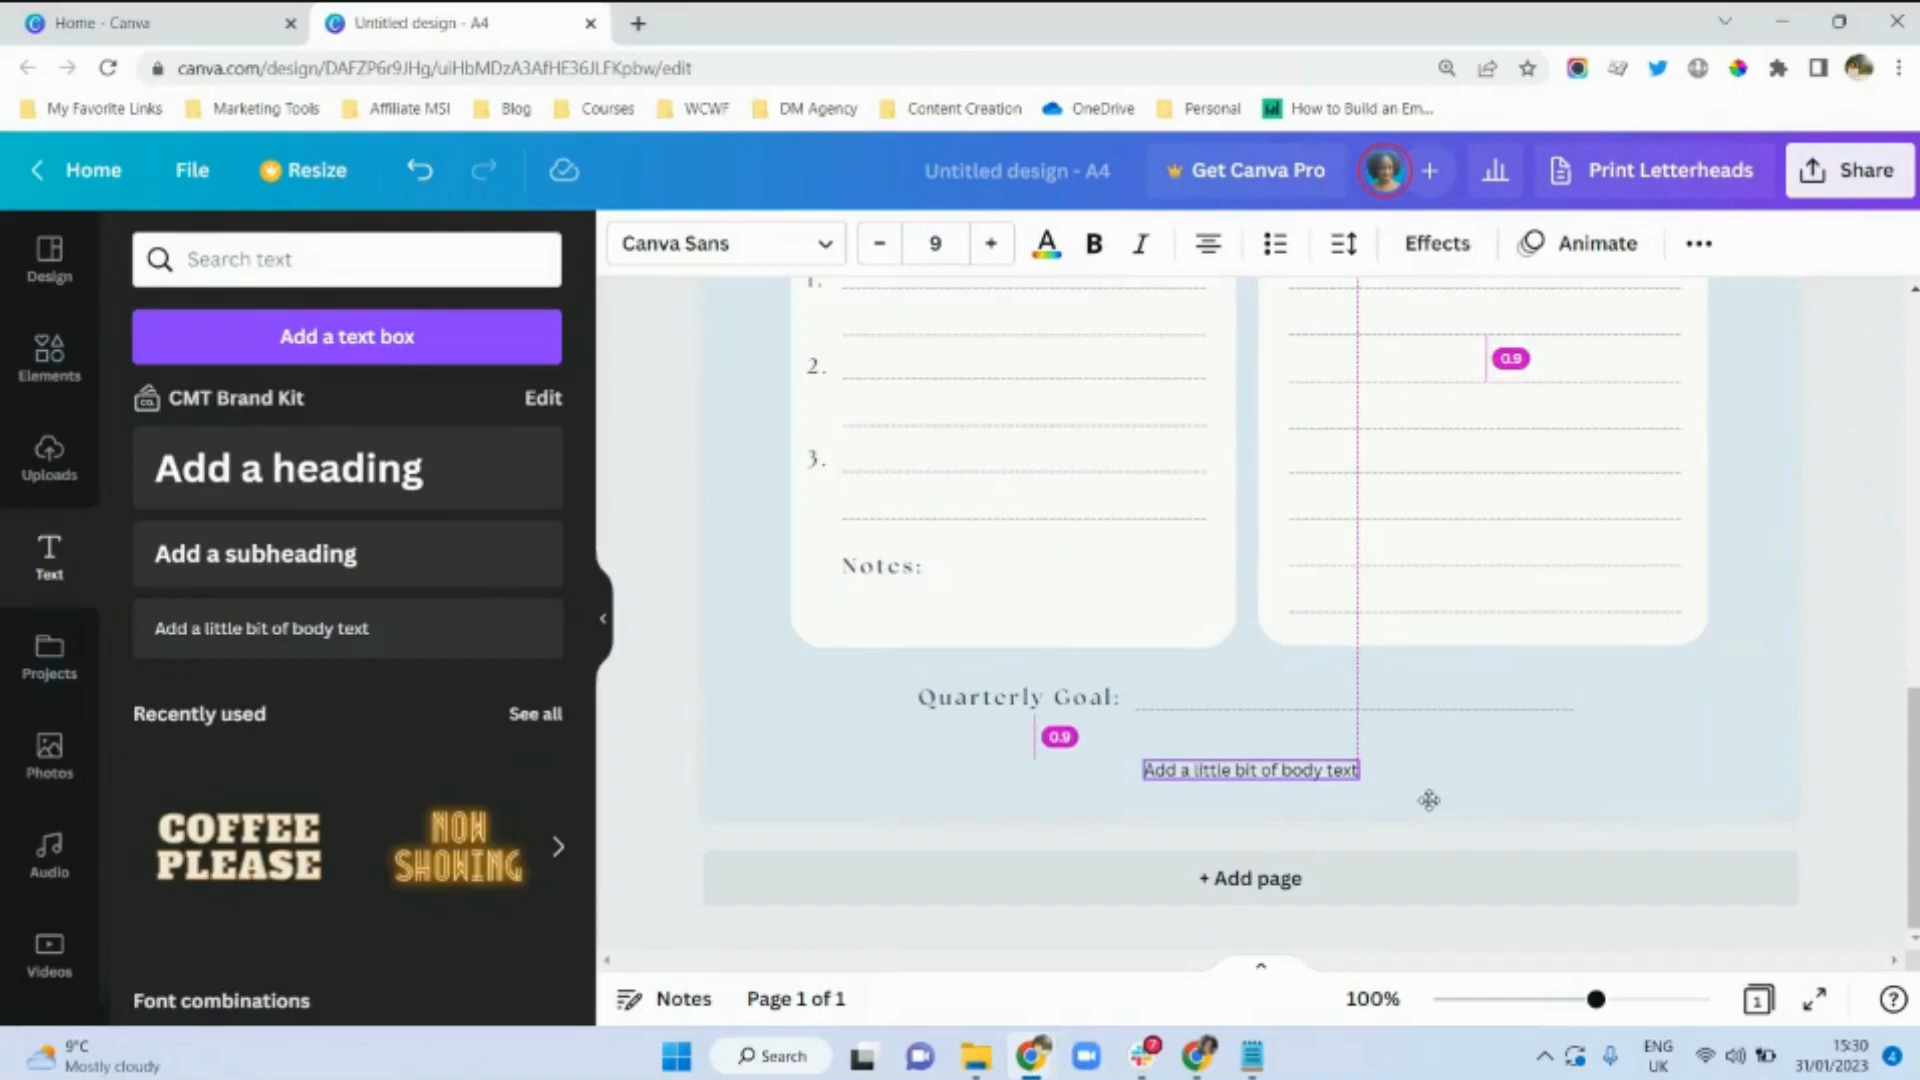 Home - Canva
Untitled design - A4
canva.com/design/DAFZP6r9JHg/uiHbMDzA3AfHE36JLFKpbw/edit
My Favorite Links
Marketing Tools
Affiliate MSI
Blog
Courses
WCWF
DM Agency
Content Creation
OneDrive
Personal
How to Build an Em...
Home
File
Resize
Untitled design - A4
Get Canva Pro
Print Letterheads
Share
Design
Elements
Uploads
Text
Projects
Photos
Audio
Videos
Search text
Add a text box
CMT Brand Kit
Edit
Add a heading
Add a subheading
Add a little bit of body text
Recently used
See all
COFFEE
PLEASE
NOW
SHOWING
Font combinations
Canva Sans
9
Effects
Animate
1.
2.
3.
Notes:
0.9
Quarterly Goal:
0.9
Add a little bit of body text
+ Add page
Notes
Page 1 of 1
100%
1
9°C
Mostly cloudy
Search
7
ENG
UK
15:30
31/01/2023
4